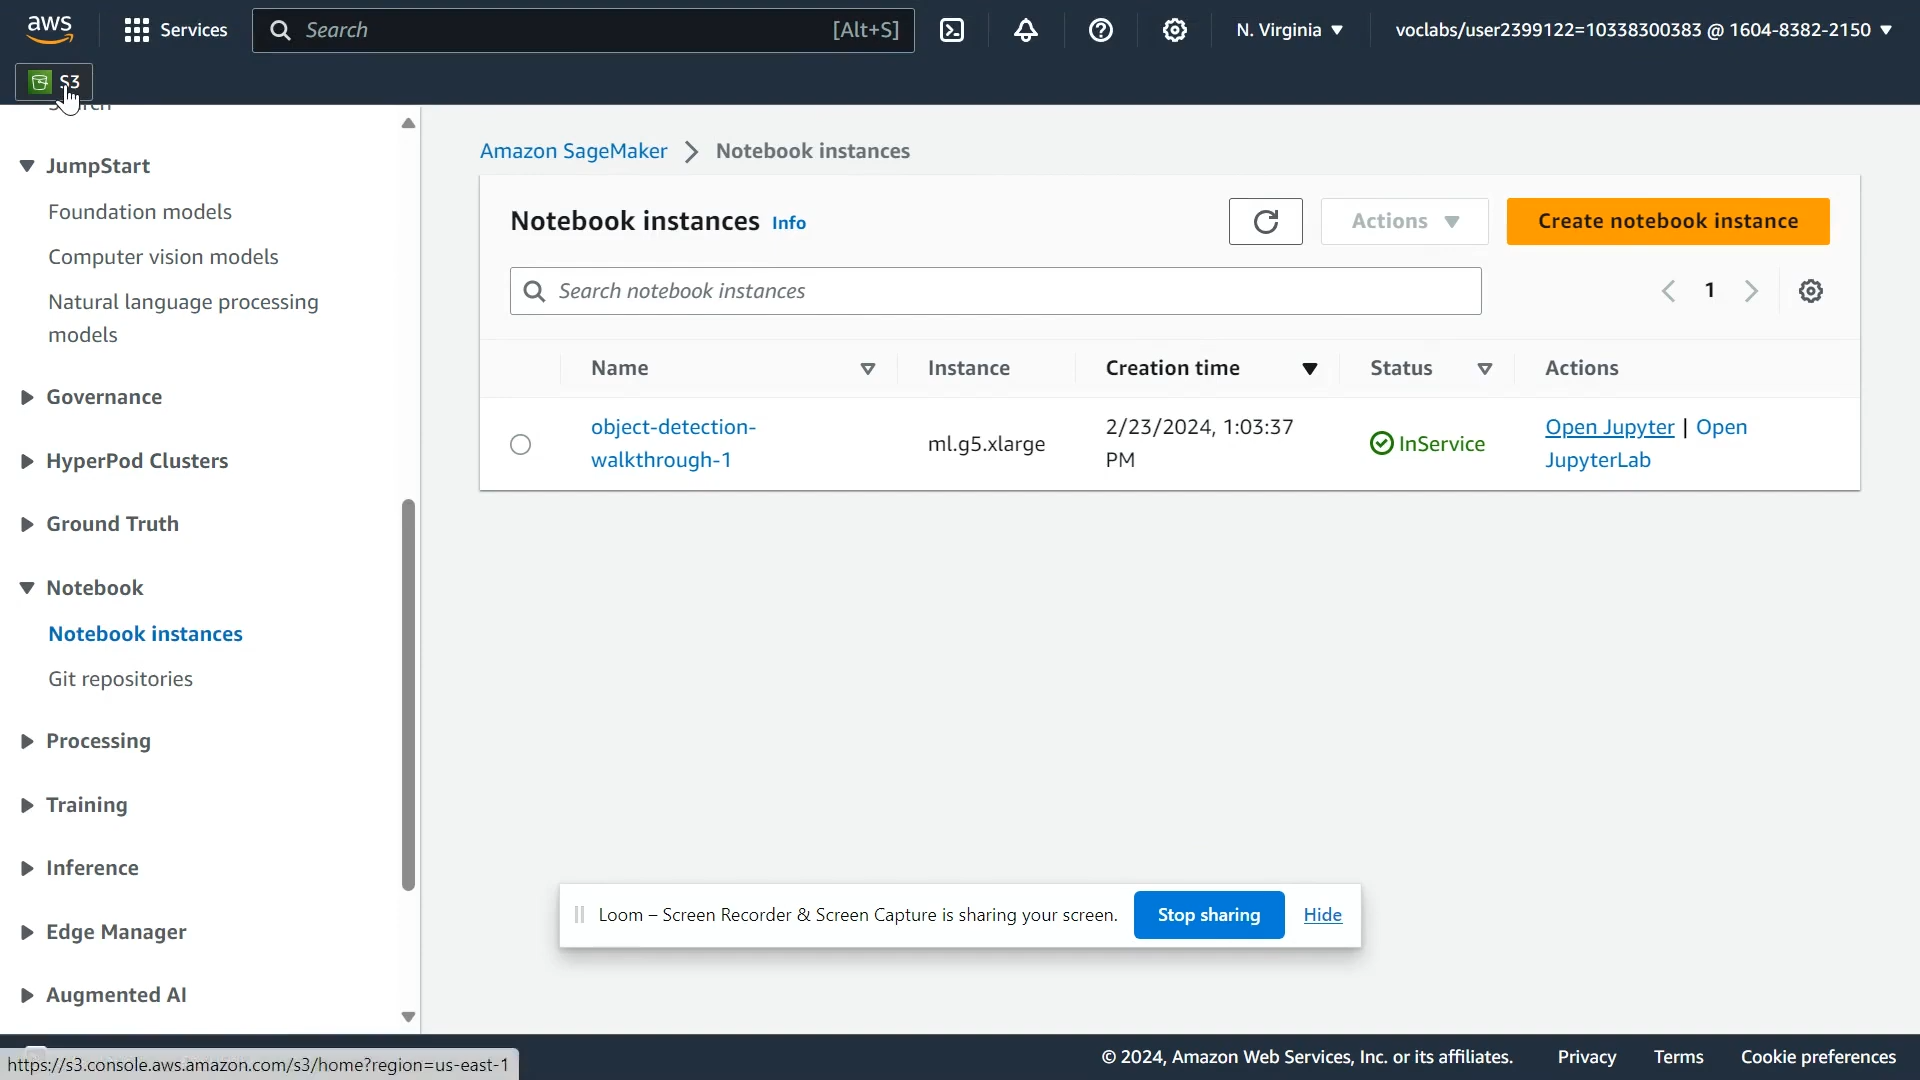 aws
Services
Search
[Alt+S]
N. Virginia
voclabs/user2399122=10338300383 @ 1604-8382-2150
S3
Search
JumpStart
Foundation models
Computer vision models
Natural language processing
models
Governance
HyperPod Clusters
Ground Truth
Notebook
Notebook instances
Git repositories
Processing
Training
Inference
Edge Manager
Augmented AI
Amazon SageMaker > Notebook instances
Notebook instances Info
Actions
Create notebook instance
Search notebook instances
1
Name Instance Creation time Status Actions
object-detection-
walkthrough-1
ml.g5.xlarge
2/23/2024, 1:03:37
PM
InService
Open Jupyter | Open
JupyterLab
Loom – Screen Recorder & Screen Capture is sharing your screen.
Stop sharing
Hide
https://s3.console.aws.amazon.com/s3/home?region=us-east-1
© 2024, Amazon Web Services, Inc. or its affiliates.
Privacy
Terms
Cookie preferences